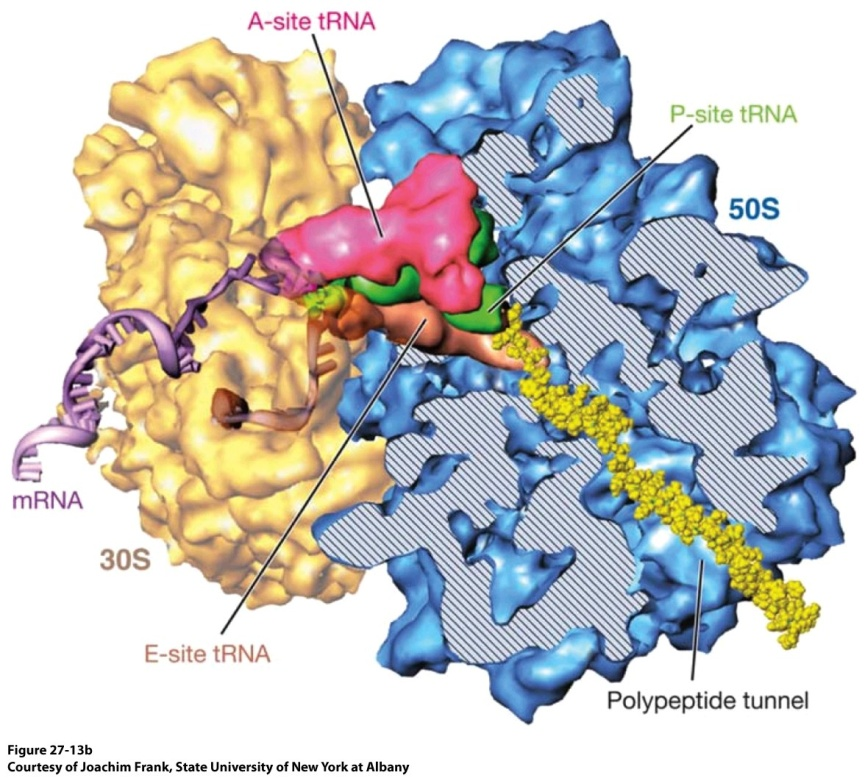 A-site tRNA
P-site tRNA
50S
mRNA
30S
E-site tRNA
Polypeptide tunnel
Figure 27-13b
Courtesy of Joachim Frank, State University of New York at Albany